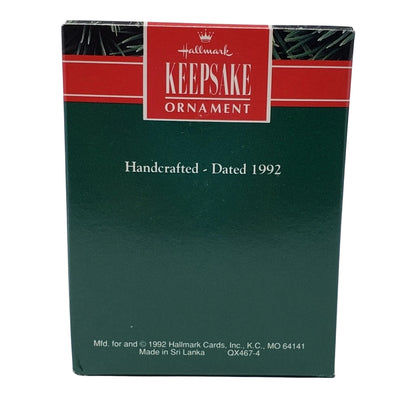 Hallmark
KEEPSAKE
ORNAMENT
Handcrafted - Dated 1992
Mfd. for and © 1992 Hallmark Cards, Inc., K.C., MO 64141
Made in Sri Lanka QX467-4